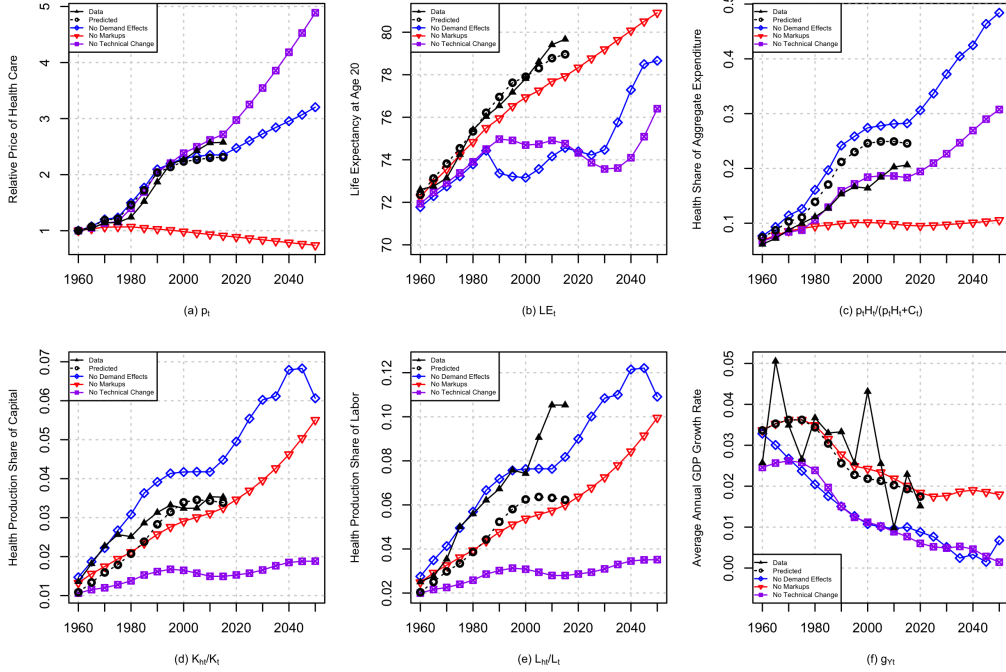 Data
Predicted
No Demand Effects
No Markups
No Technical Change
Relative Price of Health Care
1
2
3
4
5
1960
1980
2000
2020
2040
(a) pt
Data
Predicted
No Demand Effects
No Markups
No Technical Change
Life Expectancy at Age 20
70
72
74
76
78
80
1960
1980
2000
2020
2040
(b) LEt
Data
Predicted
No Demand Effects
No Markups
No Technical Change
Health Share of Aggregate Expenditure
0.1
0.2
0.3
0.4
0.5
1960
1980
2000
2020
2040
(c) ptHt/(ptHt+Ct)
Data
Predicted
No Demand Effects
No Markups
No Technical Change
Health Production Share of Capital
0.01
0.02
0.03
0.04
0.05
0.06
0.07
1960
1980
2000
2020
2040
(d) Kht/Kt
Data
Predicted
No Demand Effects
No Markups
No Technical Change
Health Production Share of Labor
0.02
0.04
0.06
0.08
0.10
0.12
1960
1980
2000
2020
2040
(e) Lht/Lt
Data
Predicted
No Demand Effects
No Markups
No Technical Change
Average Annual GDP Growth Rate
0.00
0.01
0.02
0.03
0.04
0.05
1960
1980
2000
2020
2040
(f) gYt